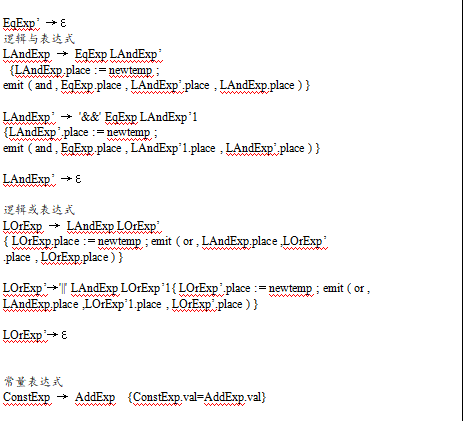 EqExp’ →ε
逻辑与表达式
LAndExp → EqExp LAndExp’
{LAndExp.place := newtemp ;
emit ( and , EqExp.place , LAndExp’.place , LAndExp.place ) }
LAndExp’ → '&&' EqExp LAndExp’1
{LAndExp’.place := newtemp ;
emit ( and , EqExp.place , LAndExp’1.place , LAndExp’.place ) }
LAndExp’ →ε
逻辑或表达式
LOrExp → LAndExp LOrExp’
{ LOrExp.place := newtemp ; emit ( or , LAndExp.place ,LOrExp’
.place , LOrExp.place ) }
LOrExp’→'||' LAndExp LOrExp’1{ LOrExp’.place := newtemp ; emit ( or ,
LAndExp.place ,LOrExp’1.place , LOrExp’.place ) }
LOrExp’→ε
常量表达式
ConstExp → AddExp {ConstExp.val=AddExp.val}